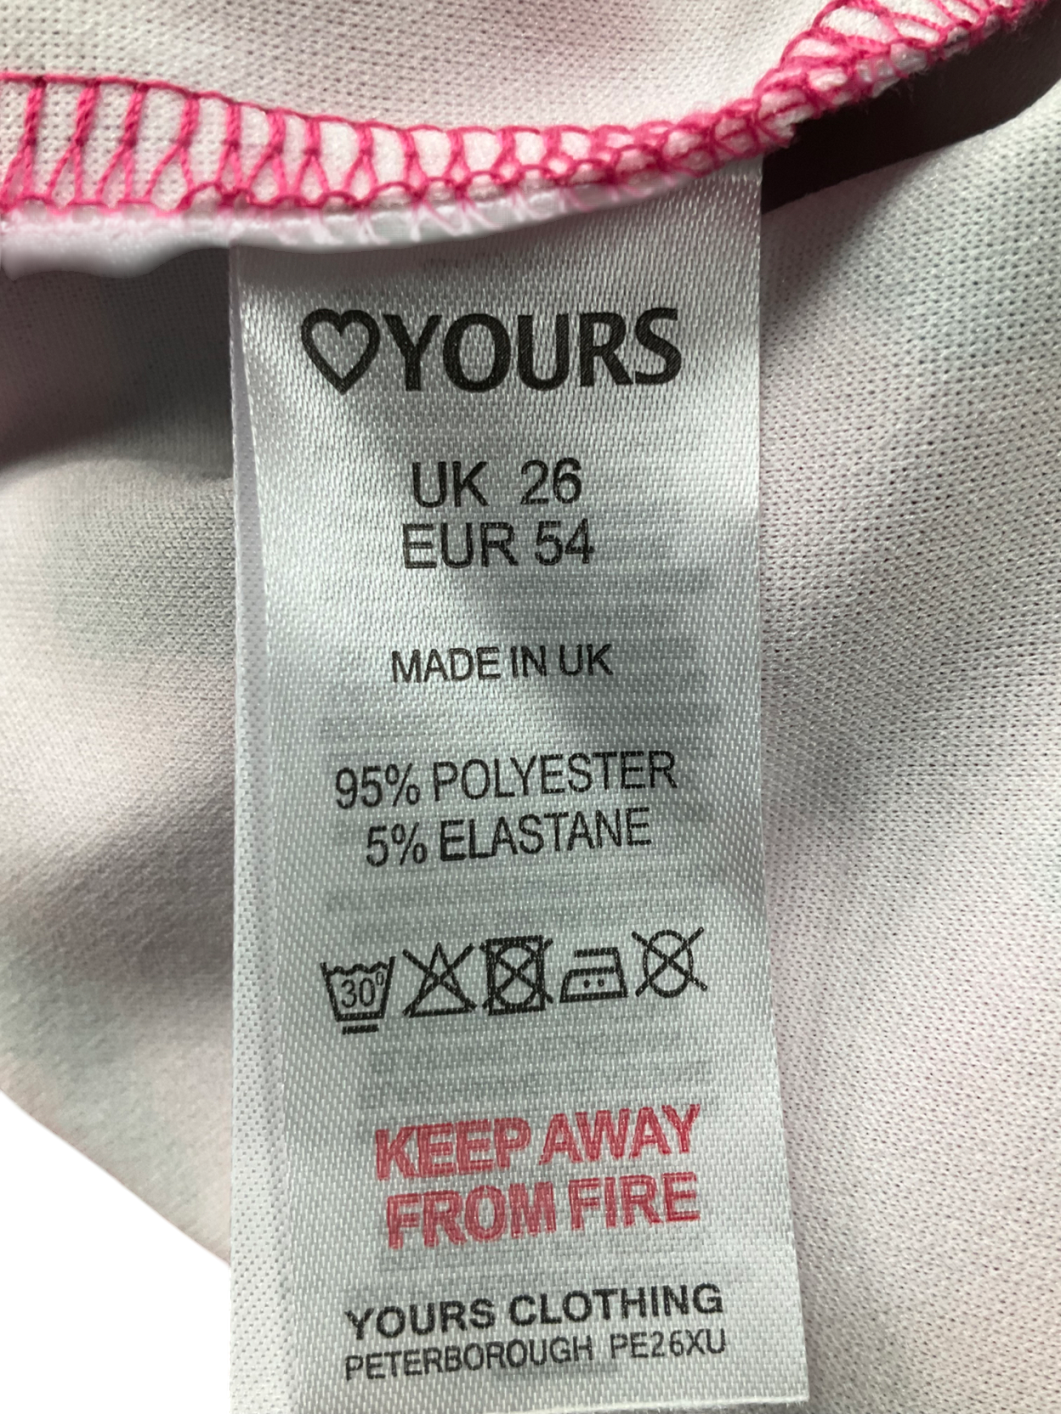 YOURS
UK 26
EUR 54
MADE IN UK
95% POLYESTER
5% ELASTANE
30°
KEEP AWAY
FROM FIRE
YOURS CLOTHING
PETERBOROUGH PE26XU